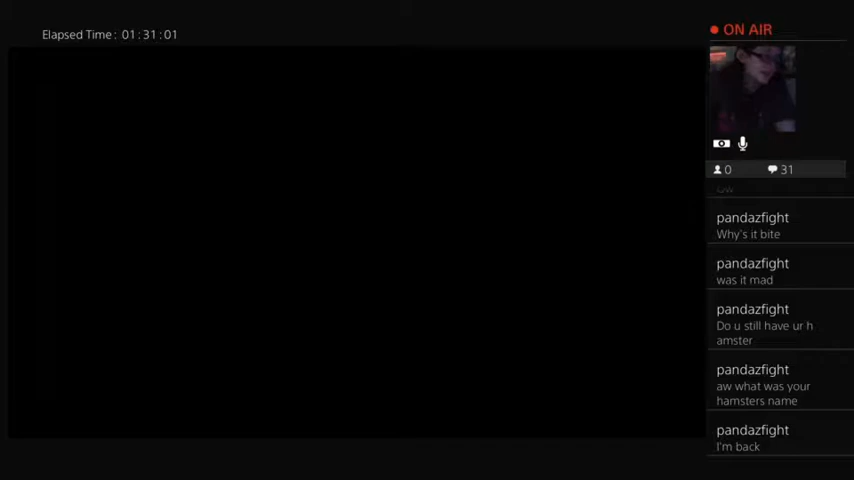 Elapsed Time: 01:31:01
ON AIR
0 31
pandazfight
Why's it bite
pandazfight
was it mad
pandazfight
Do u still have ur h
amster
pandazfight
aw what was your
hamsters name
pandazfight
I'm back